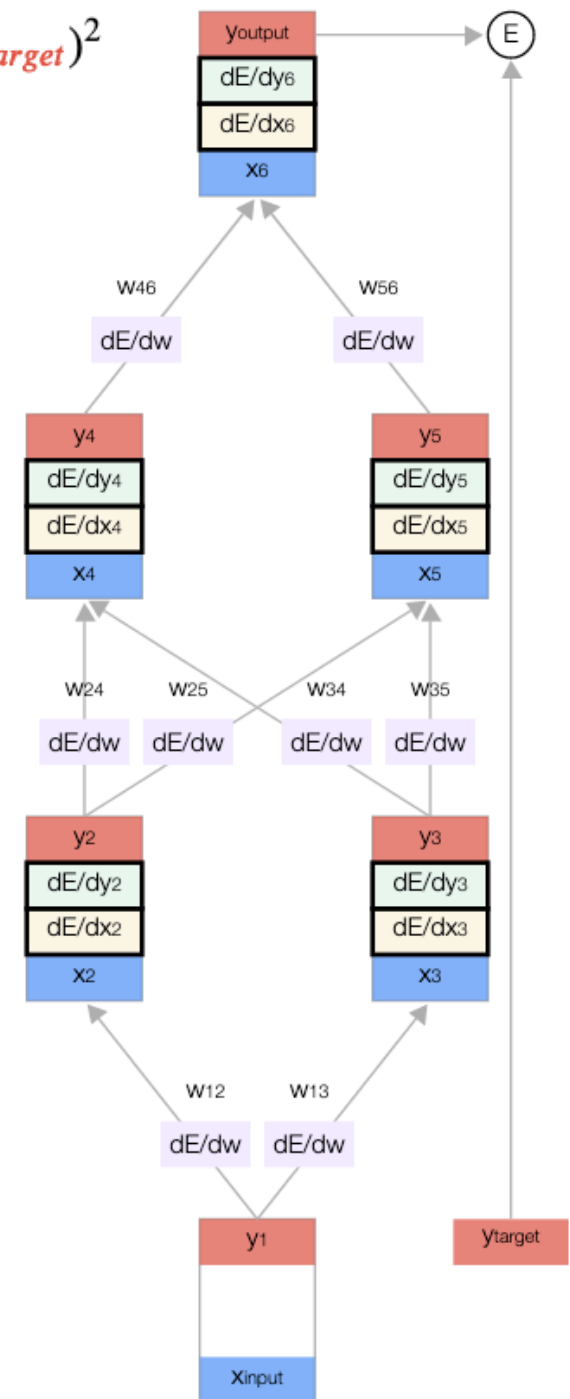 youtput
E
arget)²
dE/dy6
dE/dx6
x6
w46 w56
dE/dw dE/dw
y4 y5
dE/dy4 dE/dy5
dE/dx4 dE/dx5
x4 x5
w24 w25 w34 w35
dE/dw dE/dw dE/dw dE/dw
y2 y3
dE/dy2 dE/dy3
dE/dx2 dE/dx3
x2 x3
w12 w13
dE/dw dE/dw
y1 ytarget
xinput